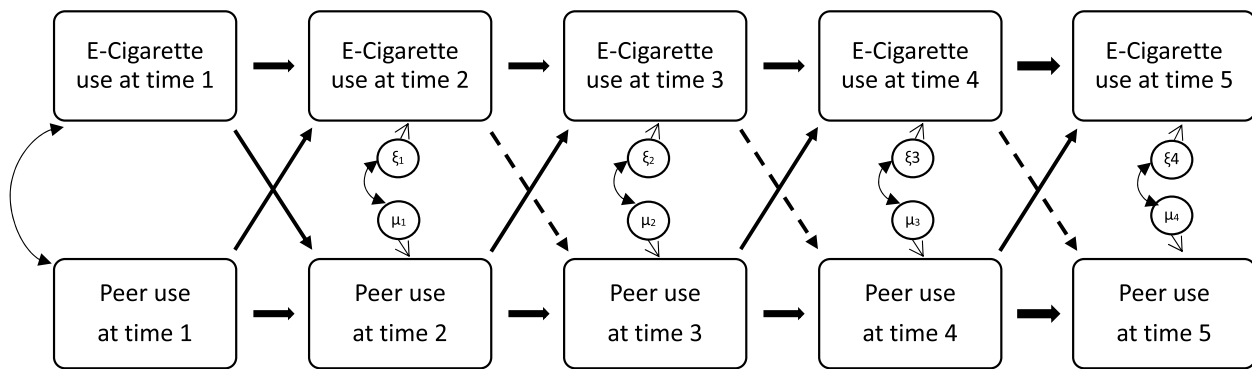 E-Cigarette
use at time 1
E-Cigarette
use at time 2
E-Cigarette
use at time 3
E-Cigarette
use at time 4
E-Cigarette
use at time 5
ξ₁
ξ₂
ξ3
ξ4
μ₁
μ₂
μ₃
μ₄
Peer use
at time 1
Peer use
at time 2
Peer use
at time 3
Peer use
at time 4
Peer use
at time 5